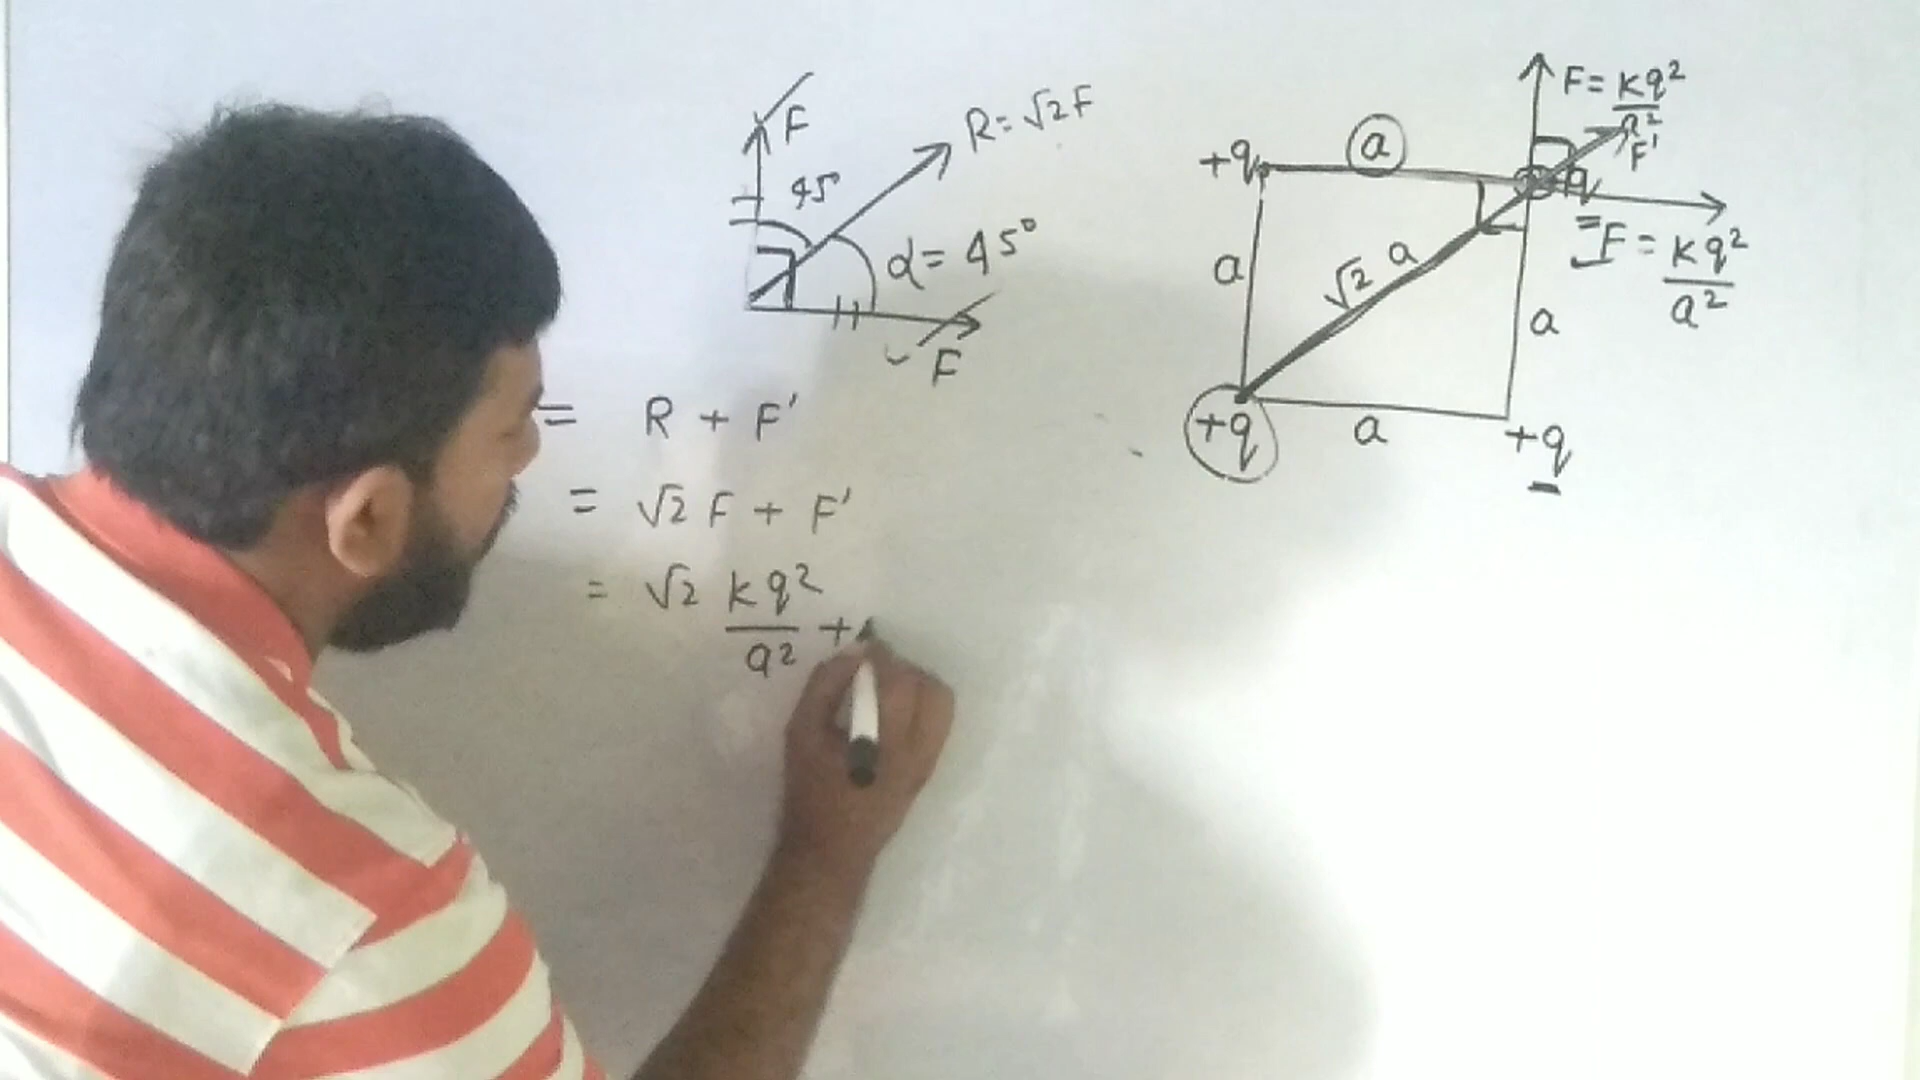 F
45
R = √2 F
α = 45°
F
= R + F'
= √2 F + F'
= √2 kq²/a² +
F = kq²/a²
F'
+q a q
F = kq²/a²
a √2 a a
+q a +q